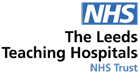 NHS
The Leeds
Teaching Hospitals
NHS Trust